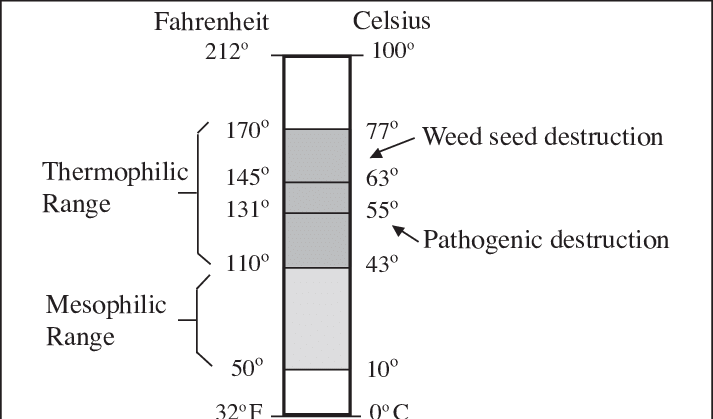 Fahrenheit Celsius
212° 100°
170° 77°
Weed seed destruction
Thermophilic
Range
145° 63°
131° 55°
Pathogenic destruction
110° 43°
Mesophilic
Range
50° 10°
32°F 0°C